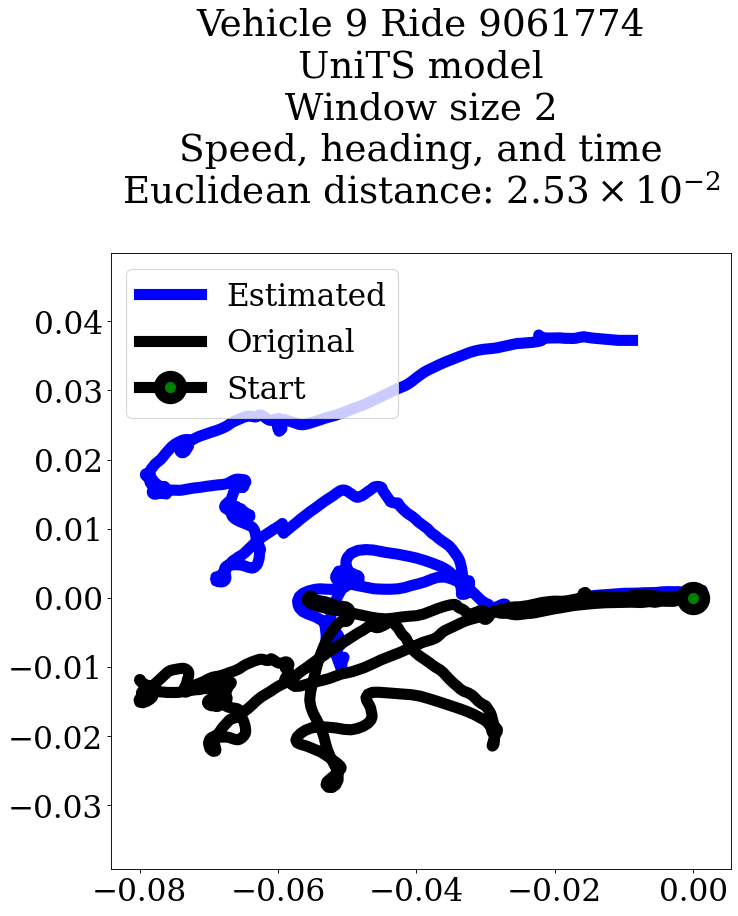 Vehicle 9 Ride 9061774
UniTS model
Window size 2
Speed, heading, and time
Euclidean distance: 2.53 × 10⁻²
Estimated
Original
Start
0.04
0.03
0.02
0.01
0.00
−0.01
−0.02
−0.03
−0.08 −0.06 −0.04 −0.02 0.00